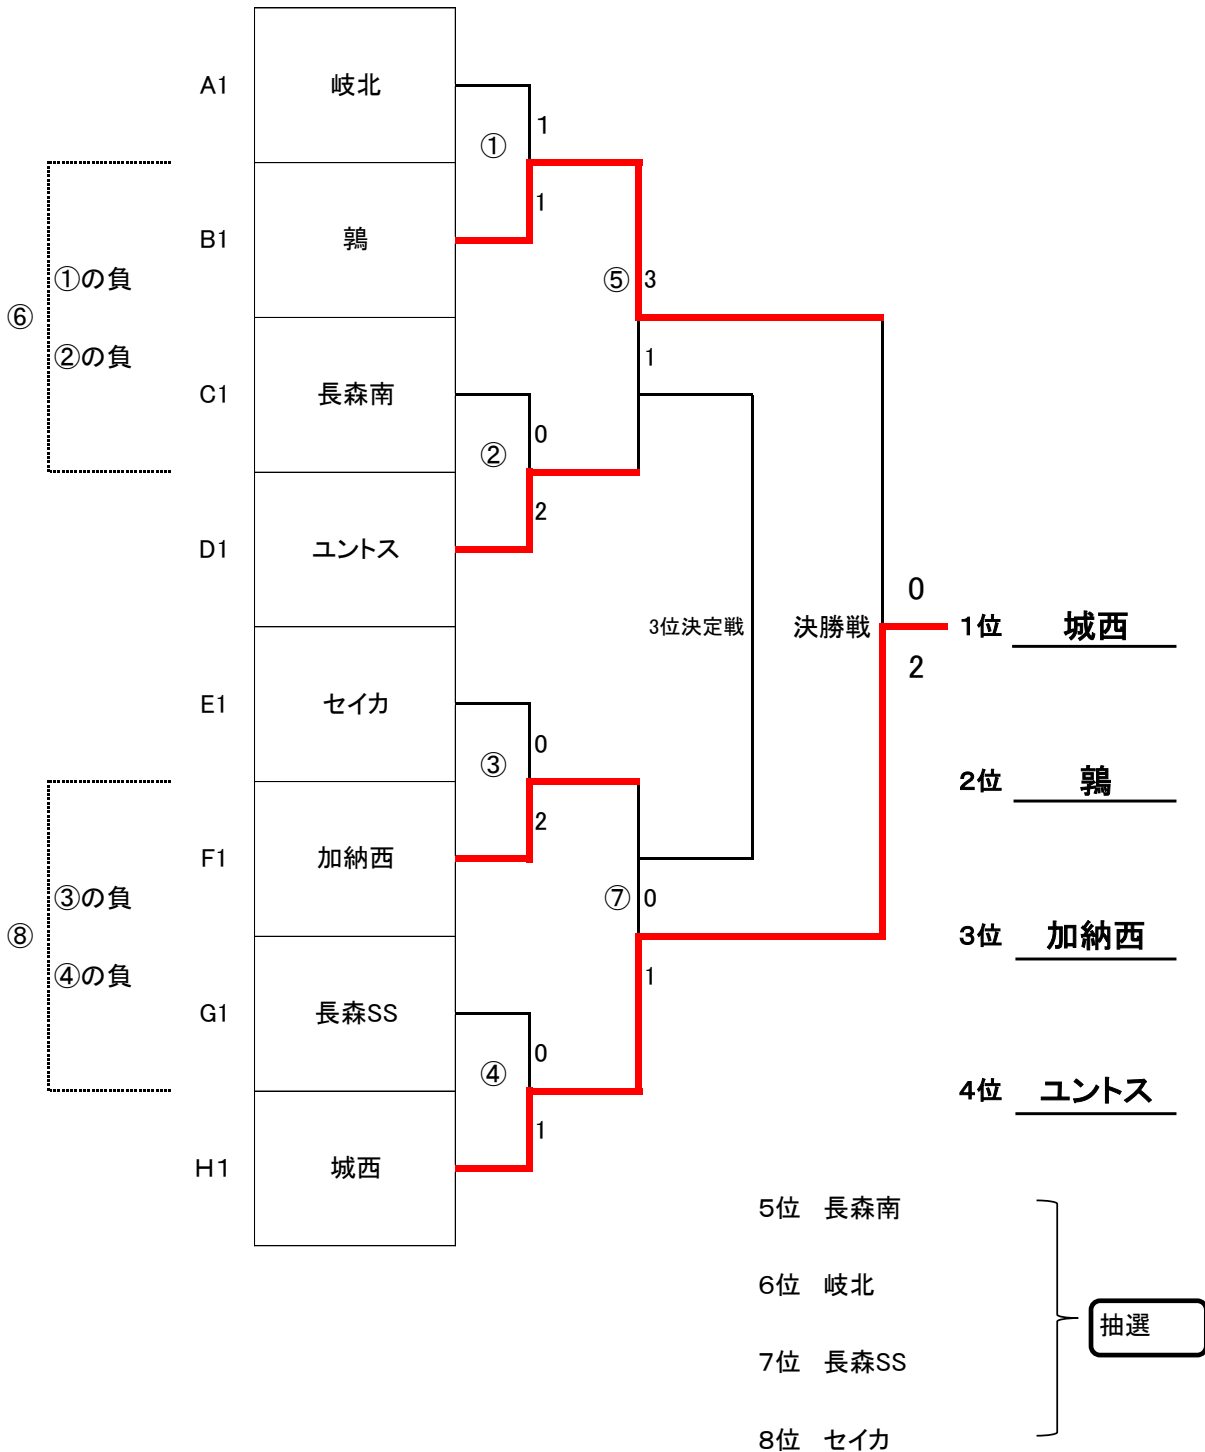 A1 岐北
①
1
1
B1 鶉
①の負
⑤ 3
⑥
②の負
1
C1 長森南
0
②
2
D1 ユントス
0
3位決定戦 決勝戦 1位 城西
2
E1 セイカ
0
③
2位 鶉
2
F1 加納西
③の負
⑦ 0
⑧
3位 加納西
④の負
1
G1 長森SS
0
④
4位 ユントス
1
H1 城西
5位 長森南
6位 岐北
抽選
7位 長森SS
8位 セイカ